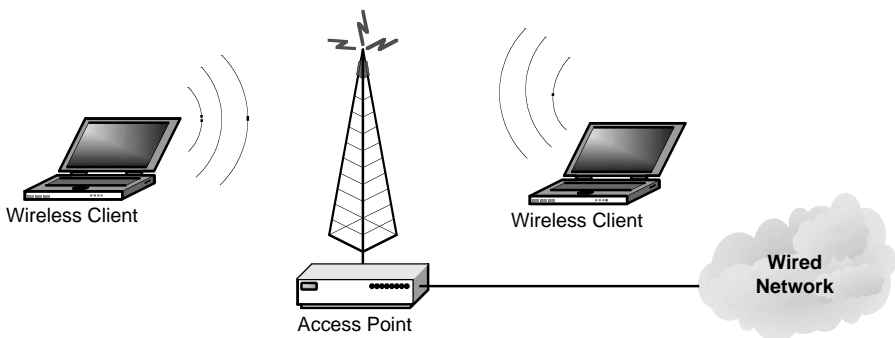 Wireless Client
Wireless Client
Wired
Network
Access Point